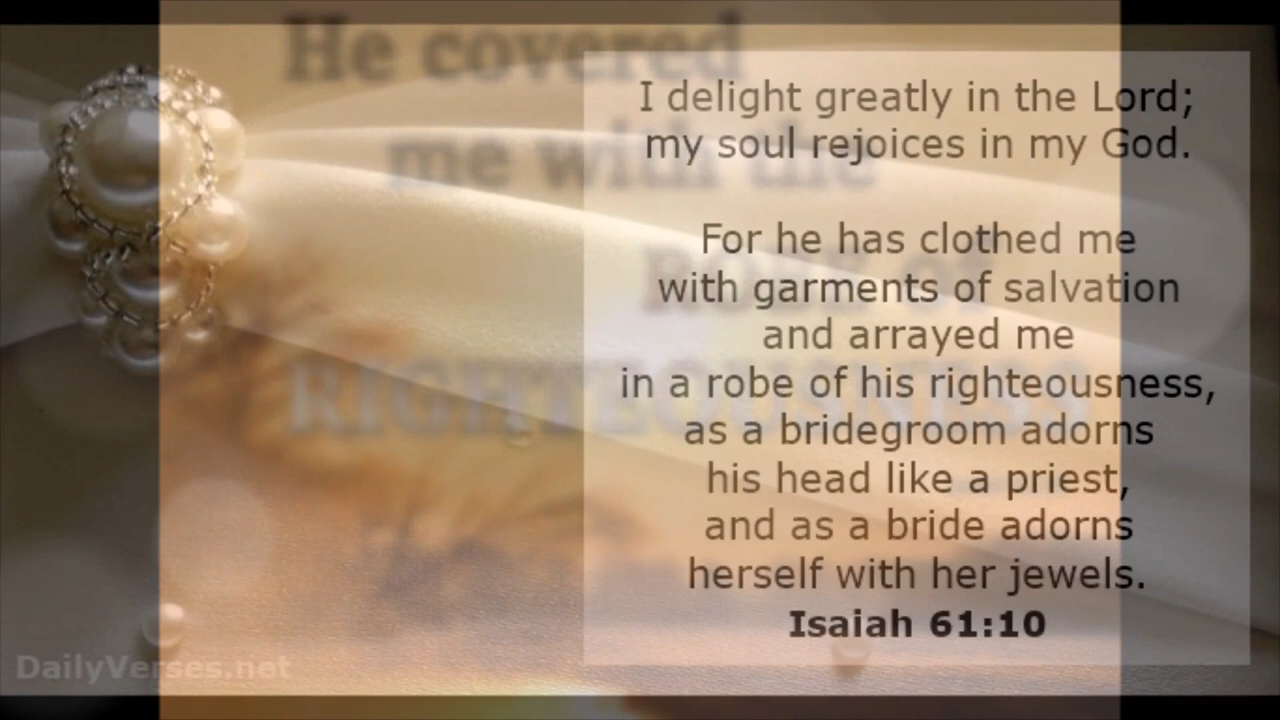 He covered
me with the
ROBE of
RIGHTEOUSNESS
I delight greatly in the Lord;
my soul rejoices in my God.
For he has clothed me
with garments of salvation
and arrayed me
in a robe of his righteousness,
as a bridegroom adorns
his head like a priest,
and as a bride adorns
herself with her jewels.
Isaiah 61:10
DailyVerses.net